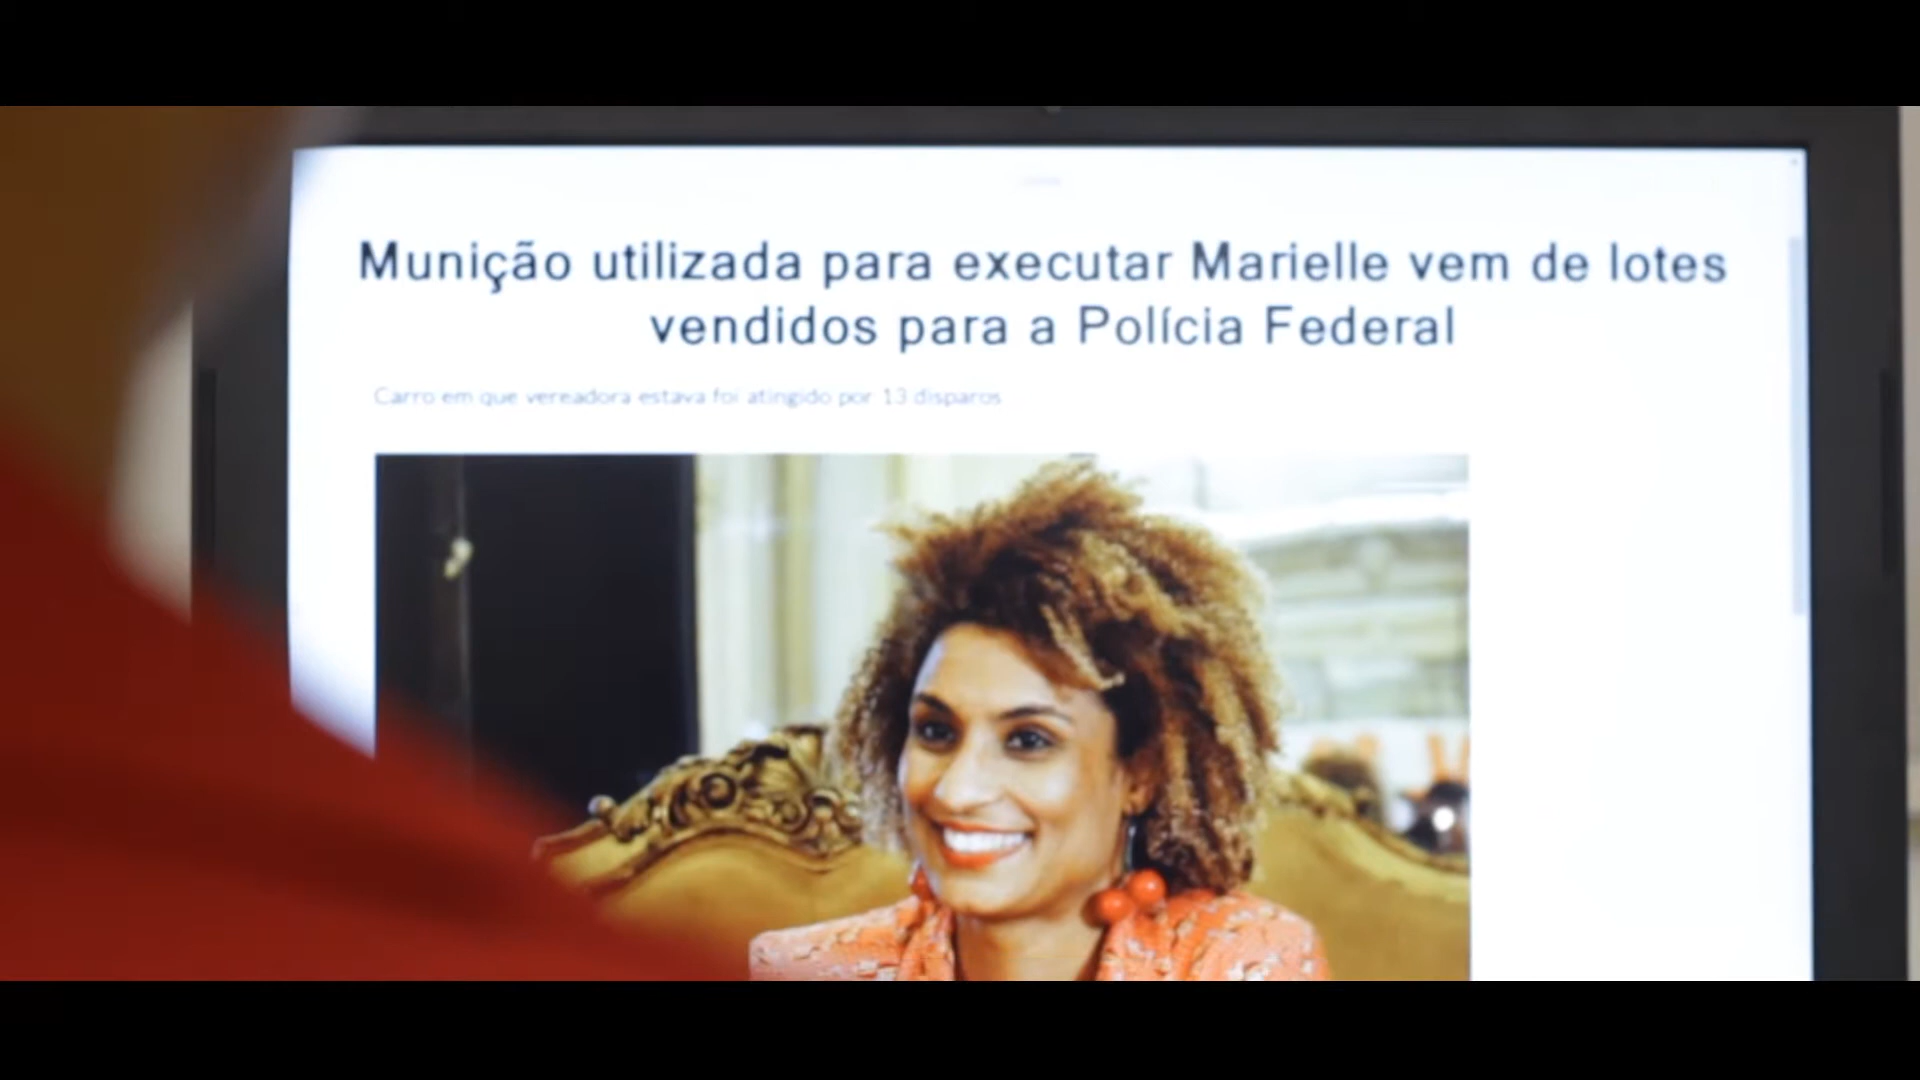 Munição utilizada para executar Marielle vem de lotes
vendidos para a Polícia Federal
Carro em que vereadora estava foi atingido por 13 disparos